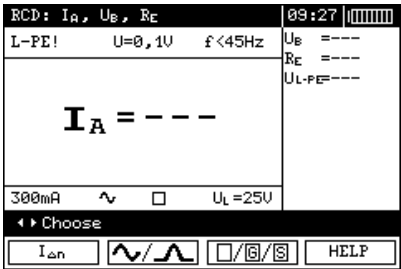 RCD: IA, UB, RE 09:27
L-PE! U=0,1V f<45Hz
UB =---
RE =---
UL-PE=---
IA = ---
300mA UL=25V
Choose
IΔn / /G/S HELP